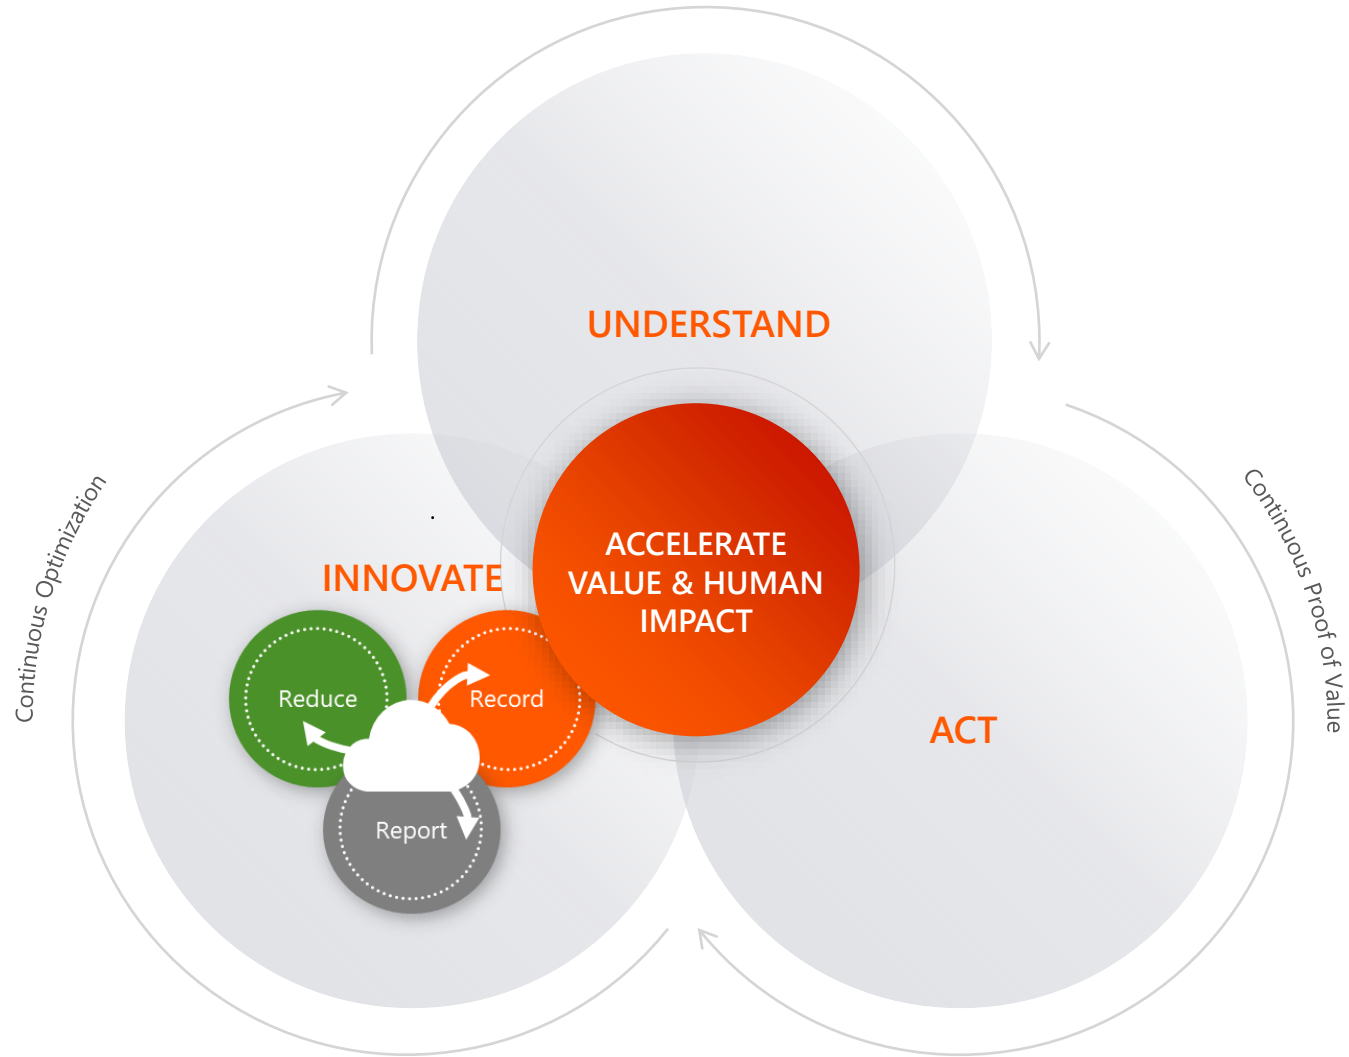 UNDERSTAND
Continuous Optimization
Continuous Proof of Value
ACCELERATE
VALUE & HUMAN
IMPACT
INNOVATE
Reduce
Record
Report
ACT